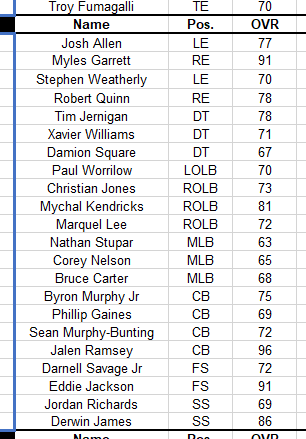 Troy Fumagalli TE 70
Name Pos. OVR
Josh Allen LE 77
Myles Garrett RE 91
Stephen Weatherly LE 70
Robert Quinn RE 78
Tim Jernigan DT 78
Xavier Williams DT 71
Damion Square DT 67
Paul Worrilow LOLB 70
Christian Jones ROLB 73
Mychal Kendricks ROLB 81
Marquel Lee ROLB 72
Nathan Stupar MLB 63
Corey Nelson MLB 65
Bruce Carter MLB 68
Byron Murphy Jr CB 75
Phillip Gaines CB 69
Sean Murphy-Bunting CB 72
Jalen Ramsey CB 96
Darnell Savage Jr FS 72
Eddie Jackson FS 91
Jordan Richards SS 69
Derwin James SS 86
Name Pos. OVR